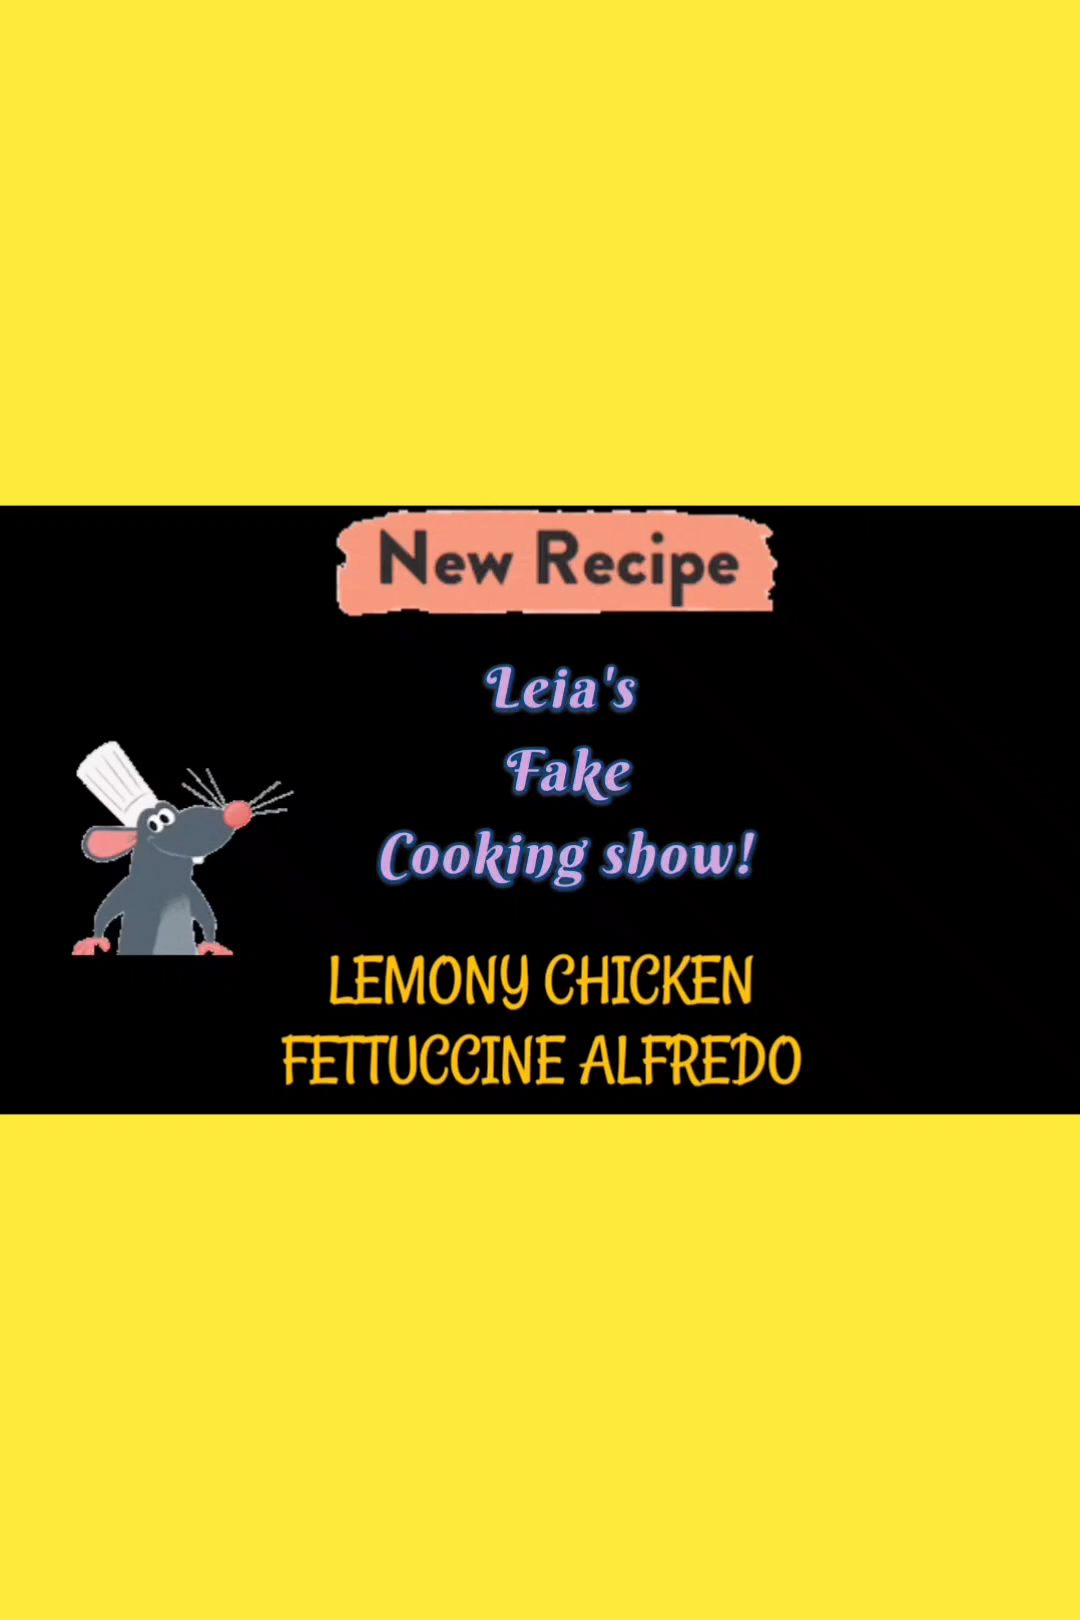 New Recipe
Leia's
Fake
Cooking show!
LEMONY CHICKEN
FETTUCCINE ALFREDO